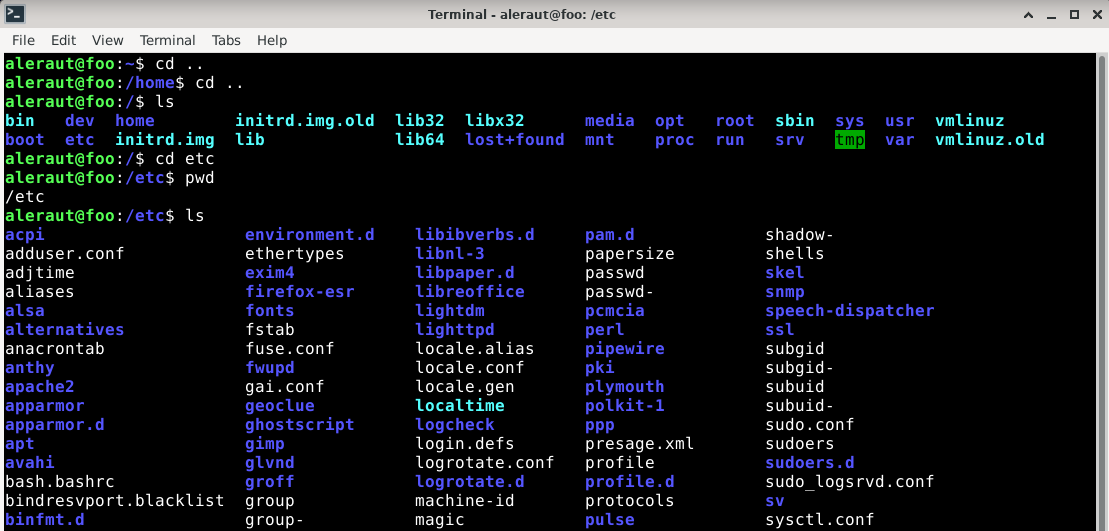 Terminal - aleraut@foo: /etc
File Edit View Terminal Tabs Help
aleraut@foo:~$ cd ..
aleraut@foo:/home$ cd ..
aleraut@foo:/$ ls
bin dev home initrd.img.old lib32 libx32 media opt root sbin sys usr vmlinuz
boot etc initrd.img lib lib64 lost+found mnt proc run srv tmp var vmlinuz.old
aleraut@foo:/$ cd etc
aleraut@foo:/etc$ pwd
/etc
aleraut@foo:/etc$ ls
acpi environment.d libibverbs.d pam.d shadow-
adduser.conf ethertypes libnl-3 papersize shells
adjtime exim4 libpaper.d passwd skel
aliases firefox-esr libreoffice passwd- snmp
alsa fonts lightdm pcmcia speech-dispatcher
alternatives fstab lighttpd perl ssl
anacrontab fuse.conf locale.alias pipewire subgid
anthy fwupd locale.conf pki subgid-
apache2 gai.conf locale.gen plymouth subuid
apparmor geoclue localtime polkit-1 subuid-
apparmor.d ghostscript logcheck ppp sudo.conf
apt gimp login.defs presage.xml sudoers
avahi glvnd logrotate.conf profile sudoers.d
bash.bashrc groff logrotate.d profile.d sudo_logsrvd.conf
bindresvport.blacklist group machine-id protocols sv
binfmt.d group- magic pulse sysctl.conf